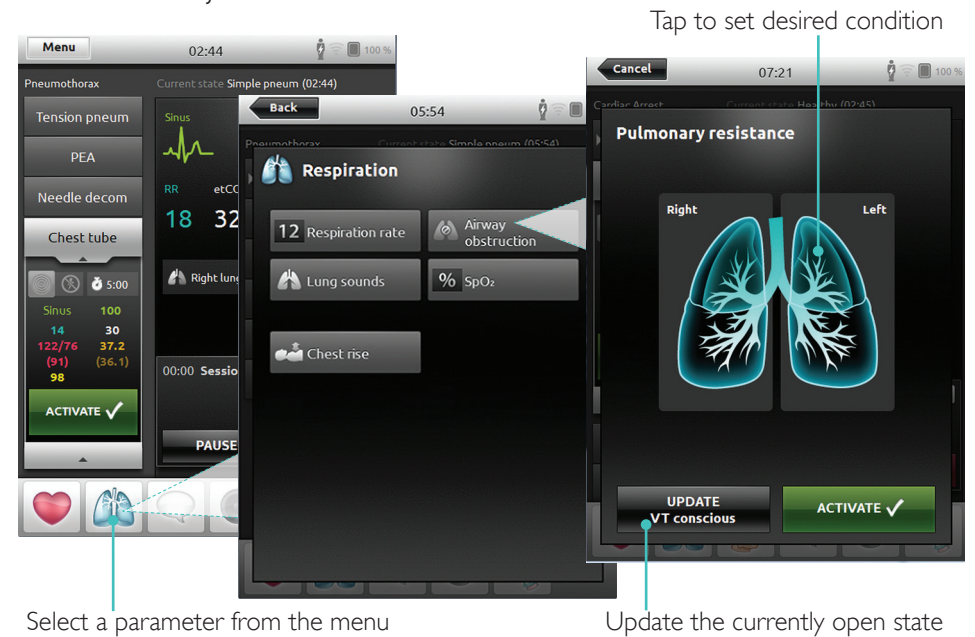 Tap to set desired condition
Menu
02:44
100 %
Pneumothorax
Current state Simple pneum (02:44)
Tension pneum
PEA
Needle decom
Chest tube
5:00
Sinus 100
14 30
122/76 37.2
(91) (36.1)
98
ACTIVATE
Sinus
RR
18 32
Right lung
00:00 Sessio
PAUSE
Back
05:54
Pneumothorax
Current state Simple pneum (05:54)
Respiration
12 Respiration rate
Airway
obstruction
Lung sounds
% SpO₂
Chest rise
Cancel
07:21
100 %
Cardiac Arrest
Current state Healthy (02:45)
Pulmonary resistance
Right
Left
UPDATE
VT conscious
ACTIVATE
Select a parameter from the menu
Update the currently open state